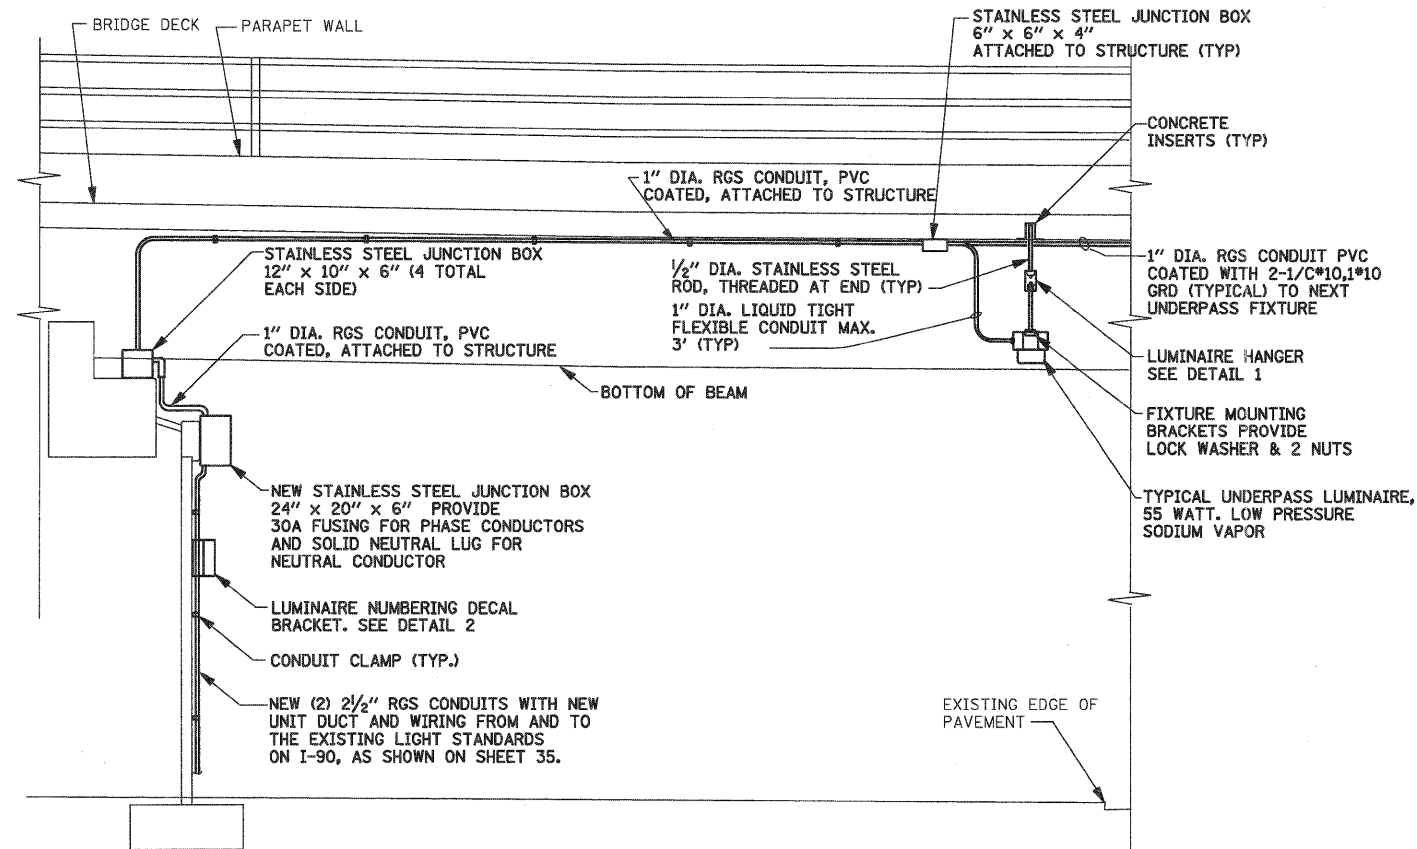 BRIDGE DECK
PARAPET WALL
STAINLESS STEEL JUNCTION BOX
6" x 6" x 4"
ATTACHED TO STRUCTURE (TYP)
CONCRETE
INSERTS (TYP)
1" DIA. RGS CONDUIT, PVC
COATED, ATTACHED TO STRUCTURE
STAINLESS STEEL JUNCTION BOX
12" x 10" x 6" (4 TOTAL
EACH SIDE)
1/2" DIA. STAINLESS STEEL
ROD, THREADED AT END (TYP)
1" DIA. LIQUID TIGHT
FLEXIBLE CONDUIT MAX.
3' (TYP)
1" DIA. RGS CONDUIT PVC
COATED WITH 2-1/C#10,1#10
GRD (TYPICAL) TO NEXT
UNDERPASS FIXTURE
1" DIA. RGS CONDUIT, PVC
COATED, ATTACHED TO STRUCTURE
LUMINAIRE HANGER
SEE DETAIL 1
BOTTOM OF BEAM
FIXTURE MOUNTING
BRACKETS PROVIDE
LOCK WASHER & 2 NUTS
NEW STAINLESS STEEL JUNCTION BOX
24" x 20" x 6" PROVIDE
30A FUSING FOR PHASE CONDUCTORS
AND SOLID NEUTRAL LUG FOR
NEUTRAL CONDUCTOR
TYPICAL UNDERPASS LUMINAIRE,
55 WATT. LOW PRESSURE
SODIUM VAPOR
LUMINAIRE NUMBERING DECAL
BRACKET. SEE DETAIL 2
CONDUIT CLAMP (TYP.)
NEW (2) 2 1/2" RGS CONDUITS WITH NEW
UNIT DUCT AND WIRING FROM AND TO
THE EXISTING LIGHT STANDARDS
ON I-90, AS SHOWN ON SHEET 35.
EXISTING EDGE OF
PAVEMENT